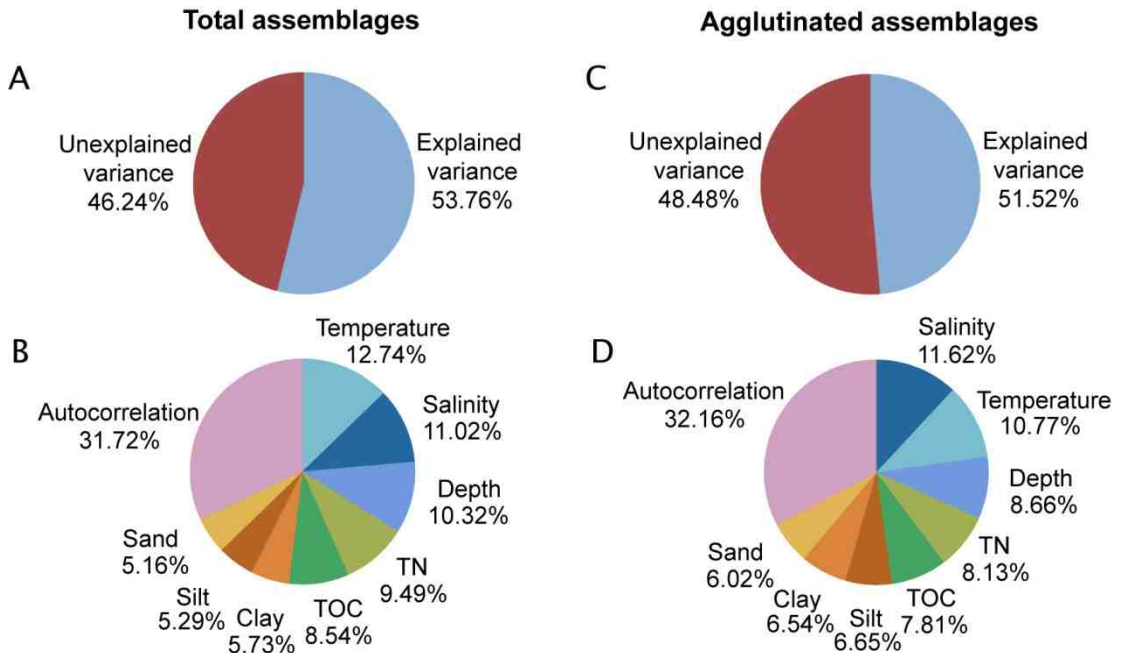 Total assemblages
A
Unexplained
variance
46.24%
Explained
variance
53.76%
B
Temperature
12.74%
Salinity
11.02%
Depth
10.32%
TN
9.49%
TOC
8.54%
Clay
5.73%
Silt
5.29%
Sand
5.16%
Autocorrelation
31.72%
Agglutinated assemblages
C
Unexplained
variance
48.48%
Explained
variance
51.52%
D
Salinity
11.62%
Temperature
10.77%
Depth
8.66%
TN
8.13%
TOC
7.81%
Silt
6.65%
Clay
6.54%
Sand
6.02%
Autocorrelation
32.16%